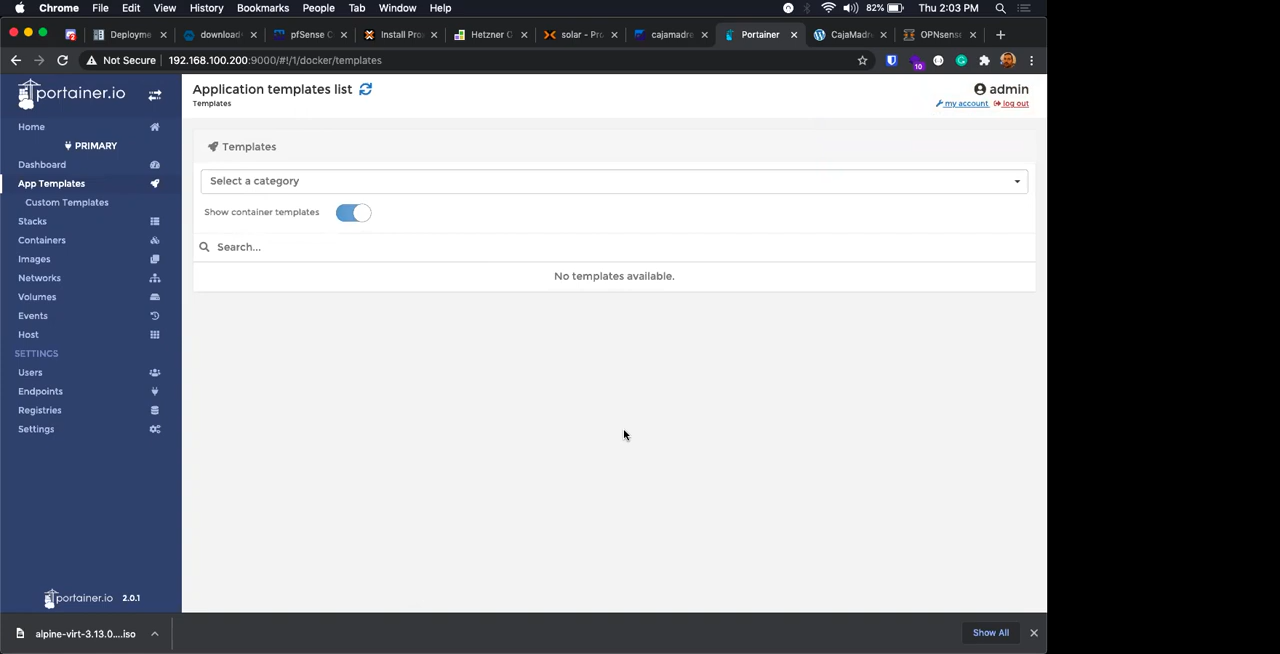 Chrome File Edit View History Bookmarks People Tab Window Help 82% Thu 2:03 PM
Deployme download pfSense C Install Pro Hetzner C solar - Pro cajamadre Portainer CajaMadr OPNsense
Not Secure 192.168.100.200:9000/#!/1/docker/templates 10
portainer.io
Application templates list
Templates
admin
my account log out
Home
PRIMARY
Dashboard
App Templates
Custom Templates
Stacks
Containers
Images
Networks
Volumes
Events
Host
SETTINGS
Users
Endpoints
Registries
Settings
Templates
Select a category
Show container templates
Search...
No templates available.
portainer.io 2.0.1
alpine-virt-3.13.0....iso
Show All